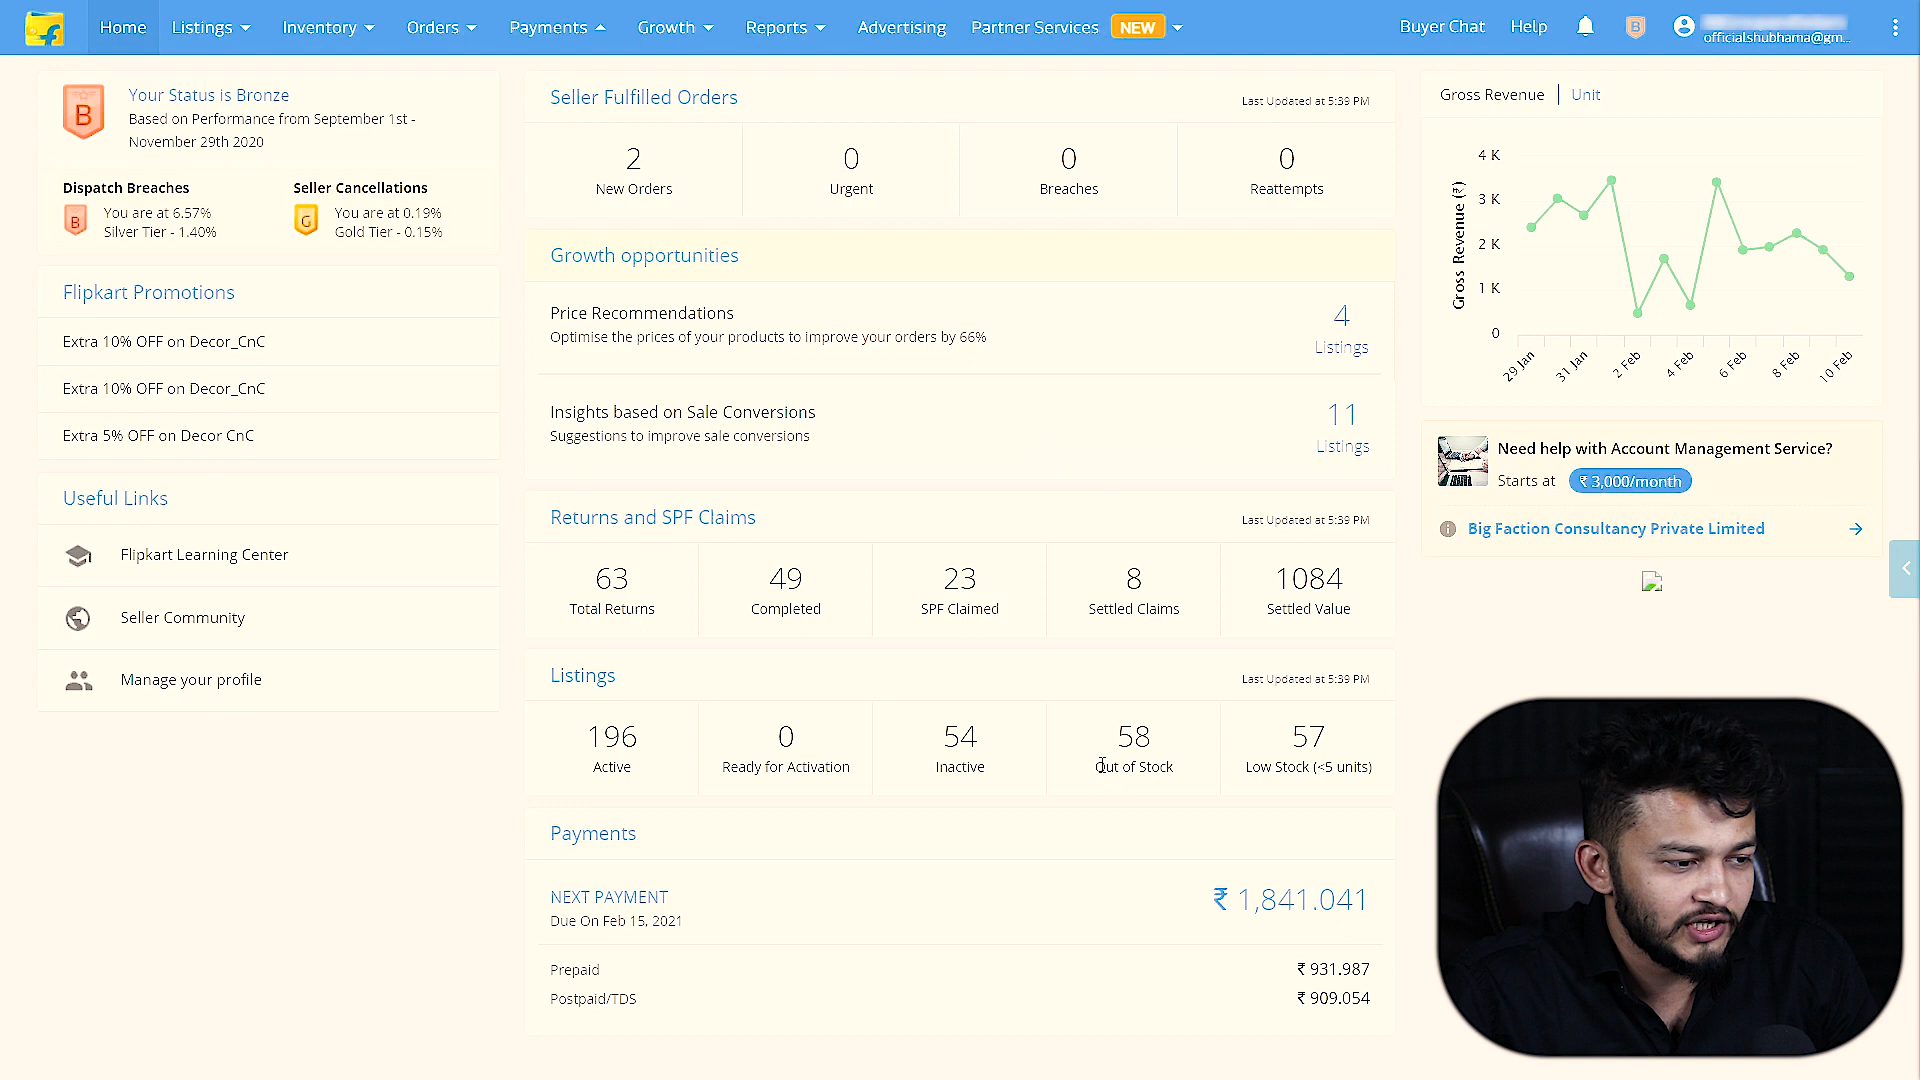 Home
Listings
Inventory
Orders
Payments
Growth
Reports
Advertising
Partner Services
NEW
Buyer Chat
Help
B
officialshubhama@gm...
B
Your Status is Bronze
Based on Performance from September 1st -
November 29th 2020
Dispatch Breaches
B
You are at 6.57%
Silver Tier - 1.40%
Seller Cancellations
G
You are at 0.19%
Gold Tier - 0.15%
Flipkart Promotions
Extra 10% OFF on Decor_CnC
Extra 10% OFF on Decor_CnC
Extra 5% OFF on Decor CnC
Useful Links
Flipkart Learning Center
Seller Community
Manage your profile
Seller Fulfilled Orders
Last Updated at 5:39 PM
2
New Orders
0
Urgent
0
Breaches
0
Reattempts
Growth opportunities
Price Recommendations
Optimise the prices of your products to improve your orders by 66%
4
Listings
Insights based on Sale Conversions
Suggestions to improve sale conversions
11
Listings
Returns and SPF Claims
Last Updated at 5:39 PM
63
Total Returns
49
Completed
23
SPF Claimed
8
Settled Claims
1084
Settled Value
Listings
Last Updated at 5:39 PM
196
Active
0
Ready for Activation
54
Inactive
58
Out of Stock
57
Low Stock (<5 units)
Payments
NEXT PAYMENT
Due On Feb 15, 2021
₹ 1,841.041
Prepaid
₹ 931.987
Postpaid/TDS
₹ 909.054
Gross Revenue
Unit
Gross Revenue (₹)
4 K
3 K
2 K
1 K
0
29 Jan
31 Jan
2 Feb
4 Feb
6 Feb
8 Feb
10 Feb
Need help with Account Management Service?
Starts at
₹ 3,000/month
Big Faction Consultancy Private Limited